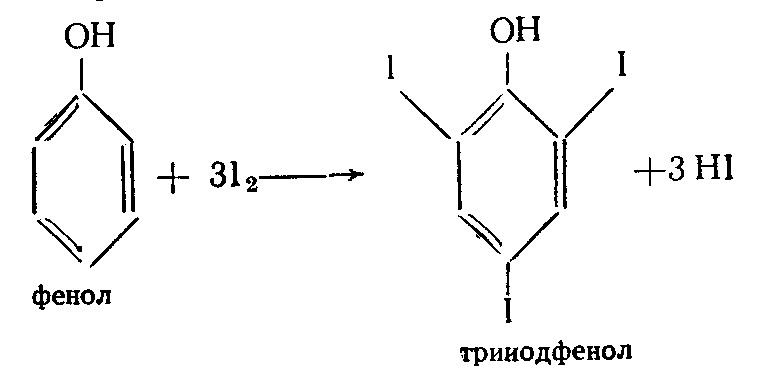 OH
OH
I
I
+ 3I₂
+3 HI
I
фенол
трииодфенол